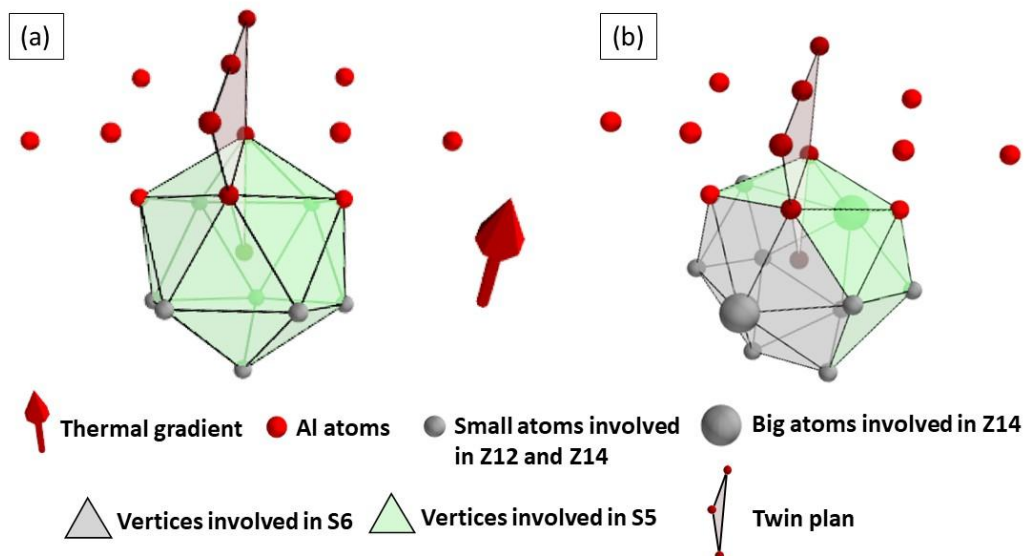 (a)
(b)
Thermal gradient
Al atoms
Small atoms involved
in Z12 and Z14
Big atoms involved in Z14
Vertices involved in S6
Vertices involved in S5
Twin plan